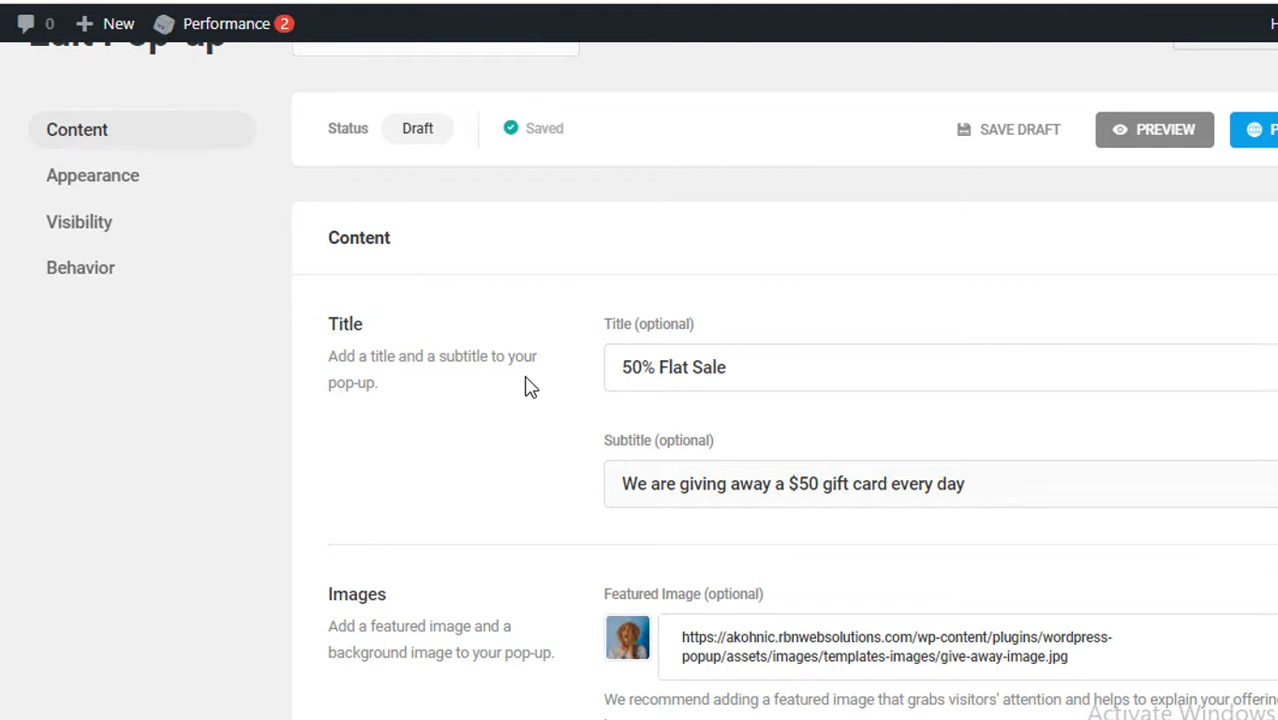 0 New Performance 2
Edit Pop-up
Content
Appearance
Visibility
Behavior
Status Draft Saved SAVE DRAFT PREVIEW
Content
Title
Add a title and a subtitle to your
pop-up.
Title (optional)
50% Flat Sale
Subtitle (optional)
We are giving away a $50 gift card every day
Images
Add a featured image and a
background image to your pop-up.
Featured Image (optional)
https://akohnic.rbnwebsolutions.com/wp-content/plugins/wordpress-
popup/assets/images/templates-images/give-away-image.jpg
We recommend adding a featured image that grabs visitors' attention and helps to explain your offering
Activate Windows